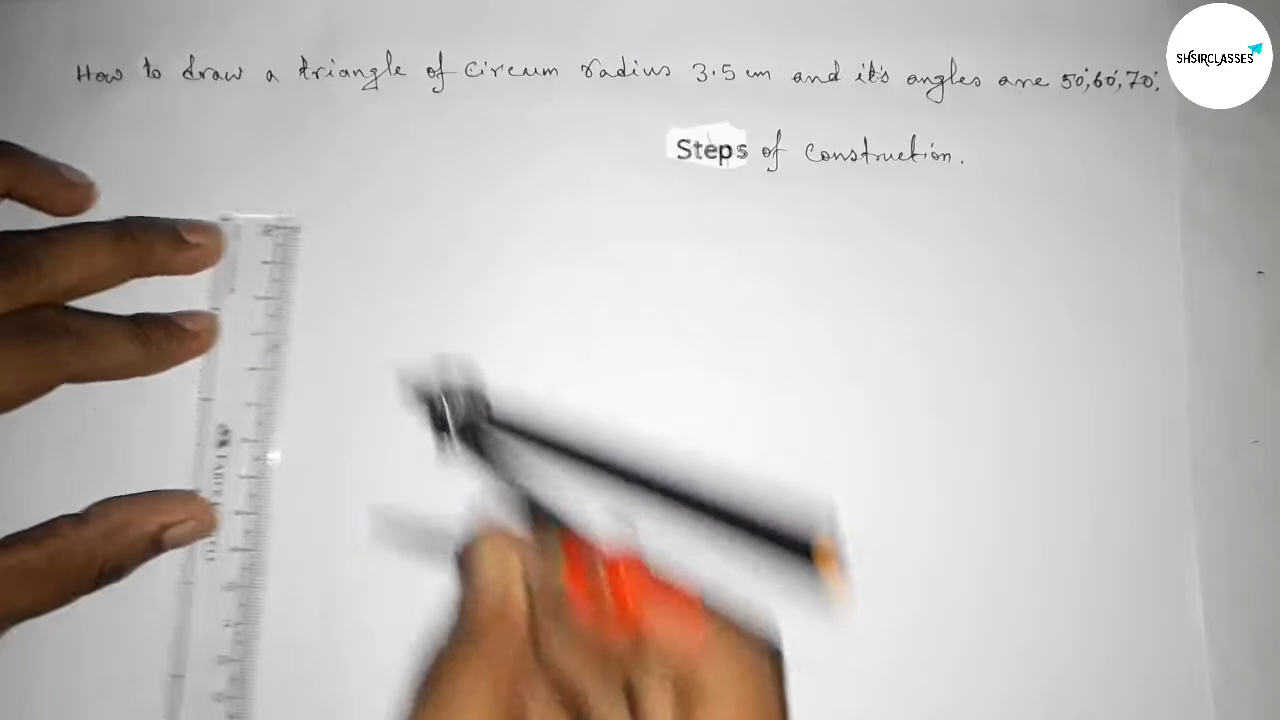 How to draw a triangle of circum radius 3.5 cm and it's angles are 50°, 60°, 70°.
SHSIRCLASSES
Steps of construction.